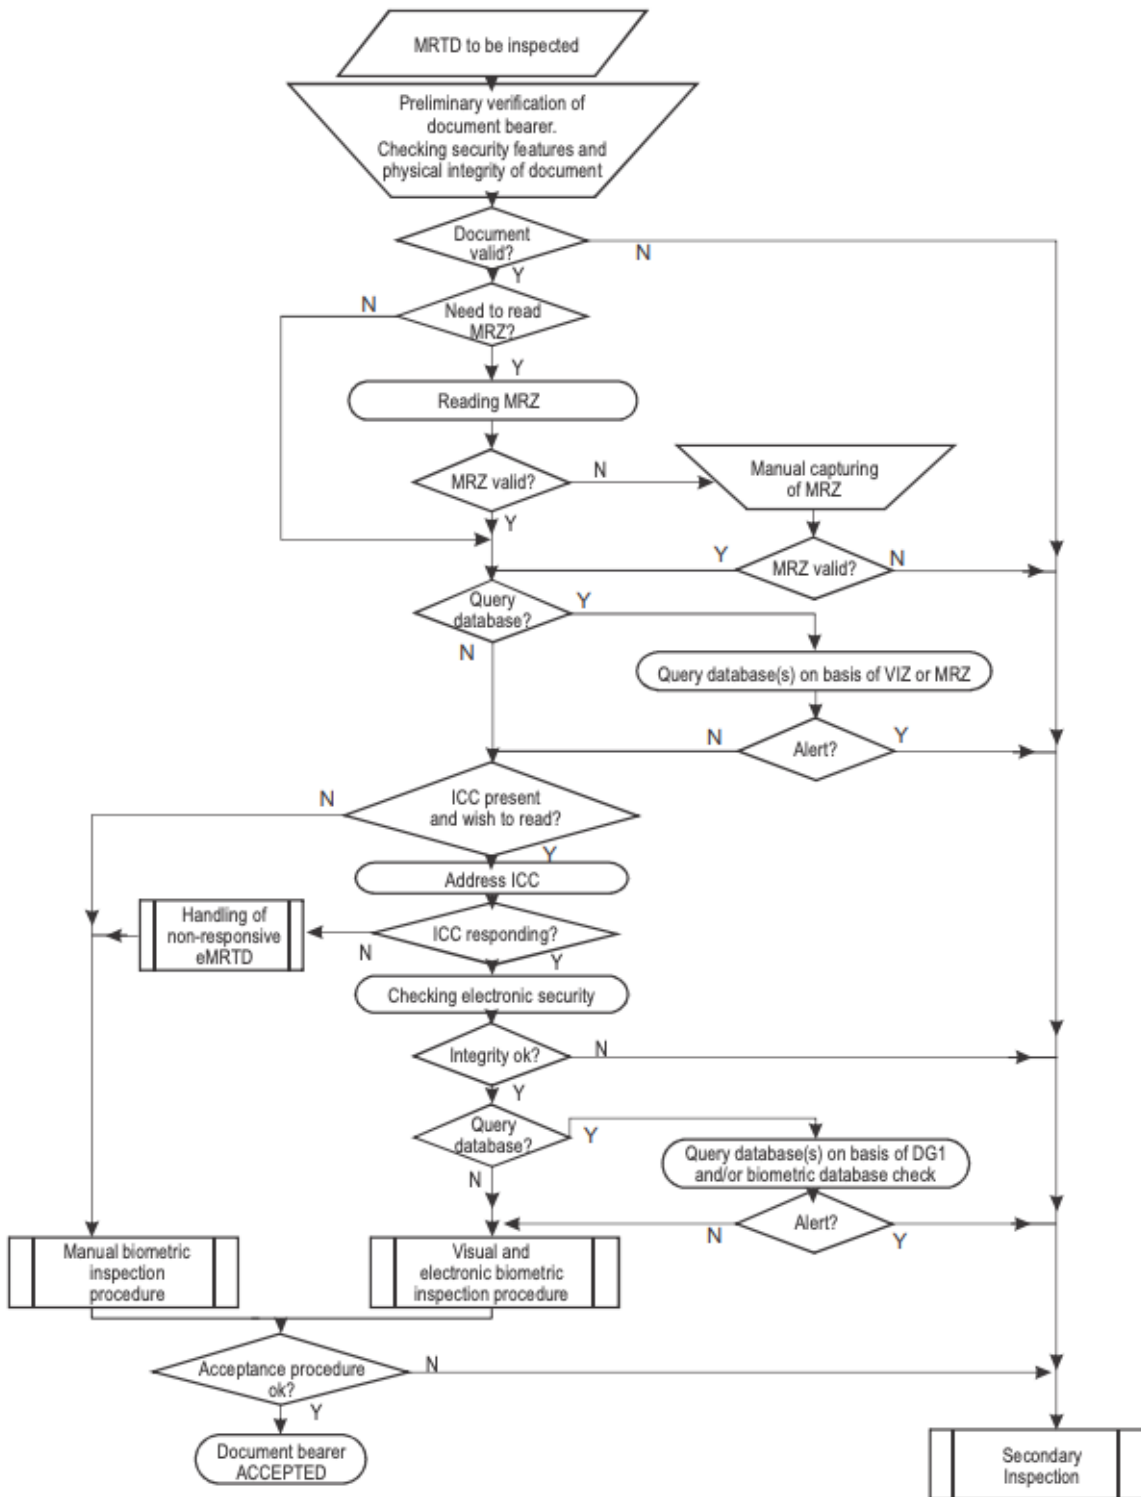 MRTD to be inspected
Preliminary verification of
document bearer.
Checking security features and
physical integrity of document
Document
valid?
N
Y
N
Need to read
MRZ?
Y
Reading MRZ
MRZ valid?
N
Manual capturing
of MRZ
Y
Y
MRZ valid?
N
Query
database?
Y
N
Query database(s) on basis of VIZ or MRZ
N
Alert?
Y
N
ICC present
and wish to read?
Y
Address ICC
Handling of
non-responsive
eMRTD
ICC responding?
N
Y
Checking electronic security
Integrity ok?
N
Y
Query
database?
Y
N
Query database(s) on basis of DG1
and/or biometric database check
N
Alert?
Y
Manual biometric
inspection
procedure
Visual and
electronic biometric
inspection procedure
Acceptance procedure
ok?
N
Y
Document bearer
ACCEPTED
Secondary
Inspection